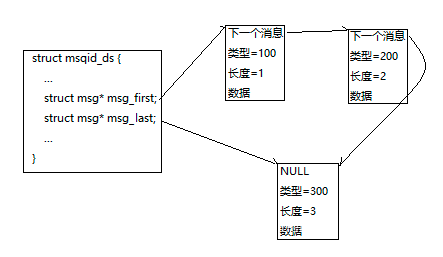 struct msqid_ds {
...
struct msg* msg_first;
struct msg* msg_last;
...
}
下一个消息
类型=100
长度=1
数据
下一个消息
类型=200
长度=2
数据
NULL
类型=300
长度=3
数据